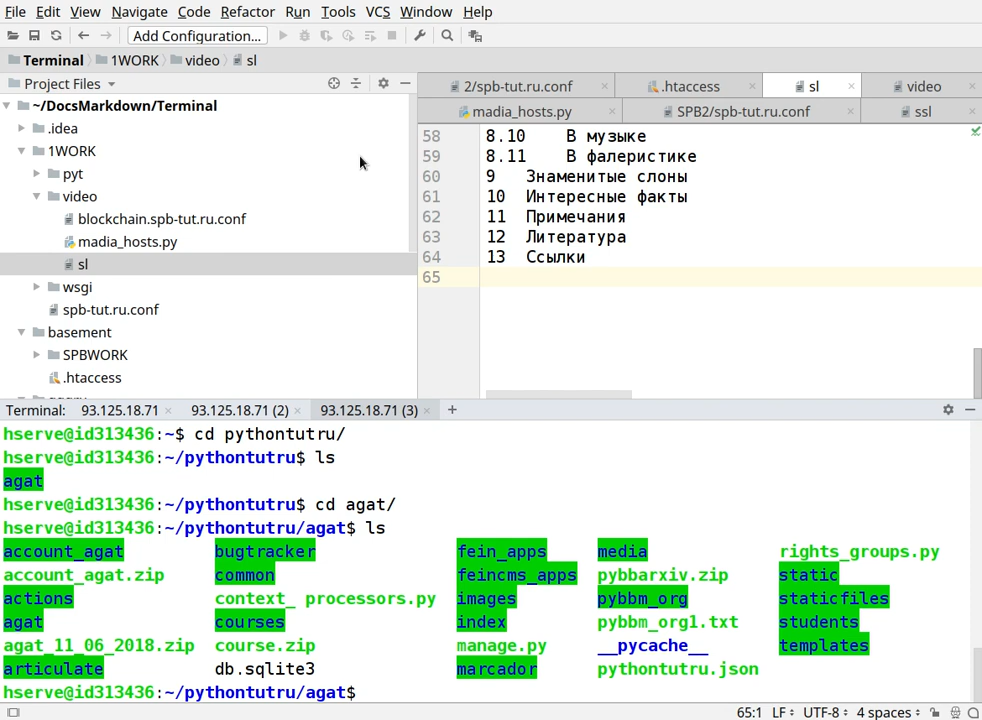 File Edit View Navigate Code Refactor Run Tools VCS Window Help
Add Configuration...
Terminal 1WORK video sl
Project Files
2/spb-tut.ru.conf .htaccess sl video
madia_hosts.py SPB2/spb-tut.ru.conf ssl
~/DocsMarkdown/Terminal
.idea
1WORK
pyt
video
blockchain.spb-tut.ru.conf
madia_hosts.py
sl
wsgi
spb-tut.ru.conf
basement
SPBWORK
.htaccess
58 8.10 В музыке
59 8.11 В фалеристике
60 9 Знаменитые слоны
61 10 Интересные факты
62 11 Примечания
63 12 Литература
64 13 Ссылки
65
Terminal: 93.125.18.71 93.125.18.71 (2) 93.125.18.71 (3) +
hserve@id313436:~$ cd pythontutru/
hserve@id313436:~/pythontutru$ ls
agat
hserve@id313436:~/pythontutru$ cd agat/
hserve@id313436:~/pythontutru/agat$ ls
account_agat bugtracker fein_apps media rights_groups.py
account_agat.zip common feincms_apps pybbarxiv.zip static
actions context_ processors.py images pybbm_org staticfiles
agat courses index pybbm_org1.txt students
agat_11_06_2018.zip course.zip manage.py __pycache__ templates
articulate db.sqlite3 marcador pythontutru.json
hserve@id313436:~/pythontutru/agat$
65:1 LF UTF-8 4 spaces